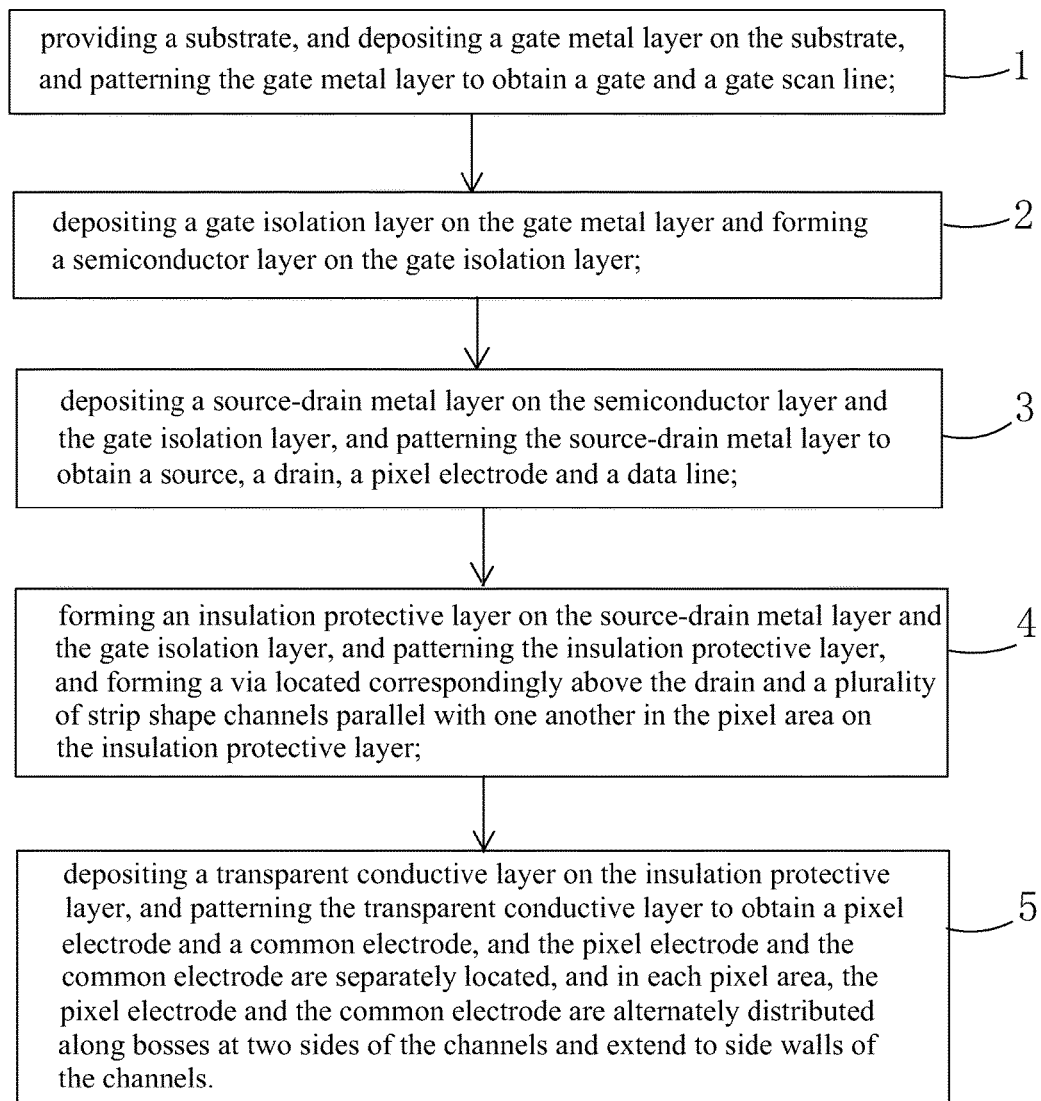 providing a substrate, and depositing a gate metal layer on the substrate,
and patterning the gate metal layer to obtain a gate and a gate scan line;
1
depositing a gate isolation layer on the gate metal layer and forming
a semiconductor layer on the gate isolation layer;
2
depositing a source-drain metal layer on the semiconductor layer and
the gate isolation layer, and patterning the source-drain metal layer to
obtain a source, a drain, a pixel electrode and a data line;
3
forming an insulation protective layer on the source-drain metal layer and
the gate isolation layer, and patterning the insulation protective layer,
and forming a via located correspondingly above the drain and a plurality
of strip shape channels parallel with one another in the pixel area on
the insulation protective layer;
4
depositing a transparent conductive layer on the insulation protective
layer, and patterning the transparent conductive layer to obtain a pixel
electrode and a common electrode, and the pixel electrode and the
common electrode are separately located, and in each pixel area, the
pixel electrode and the common electrode are alternately distributed
along bosses at two sides of the channels and extend to side walls of
the channels.
5